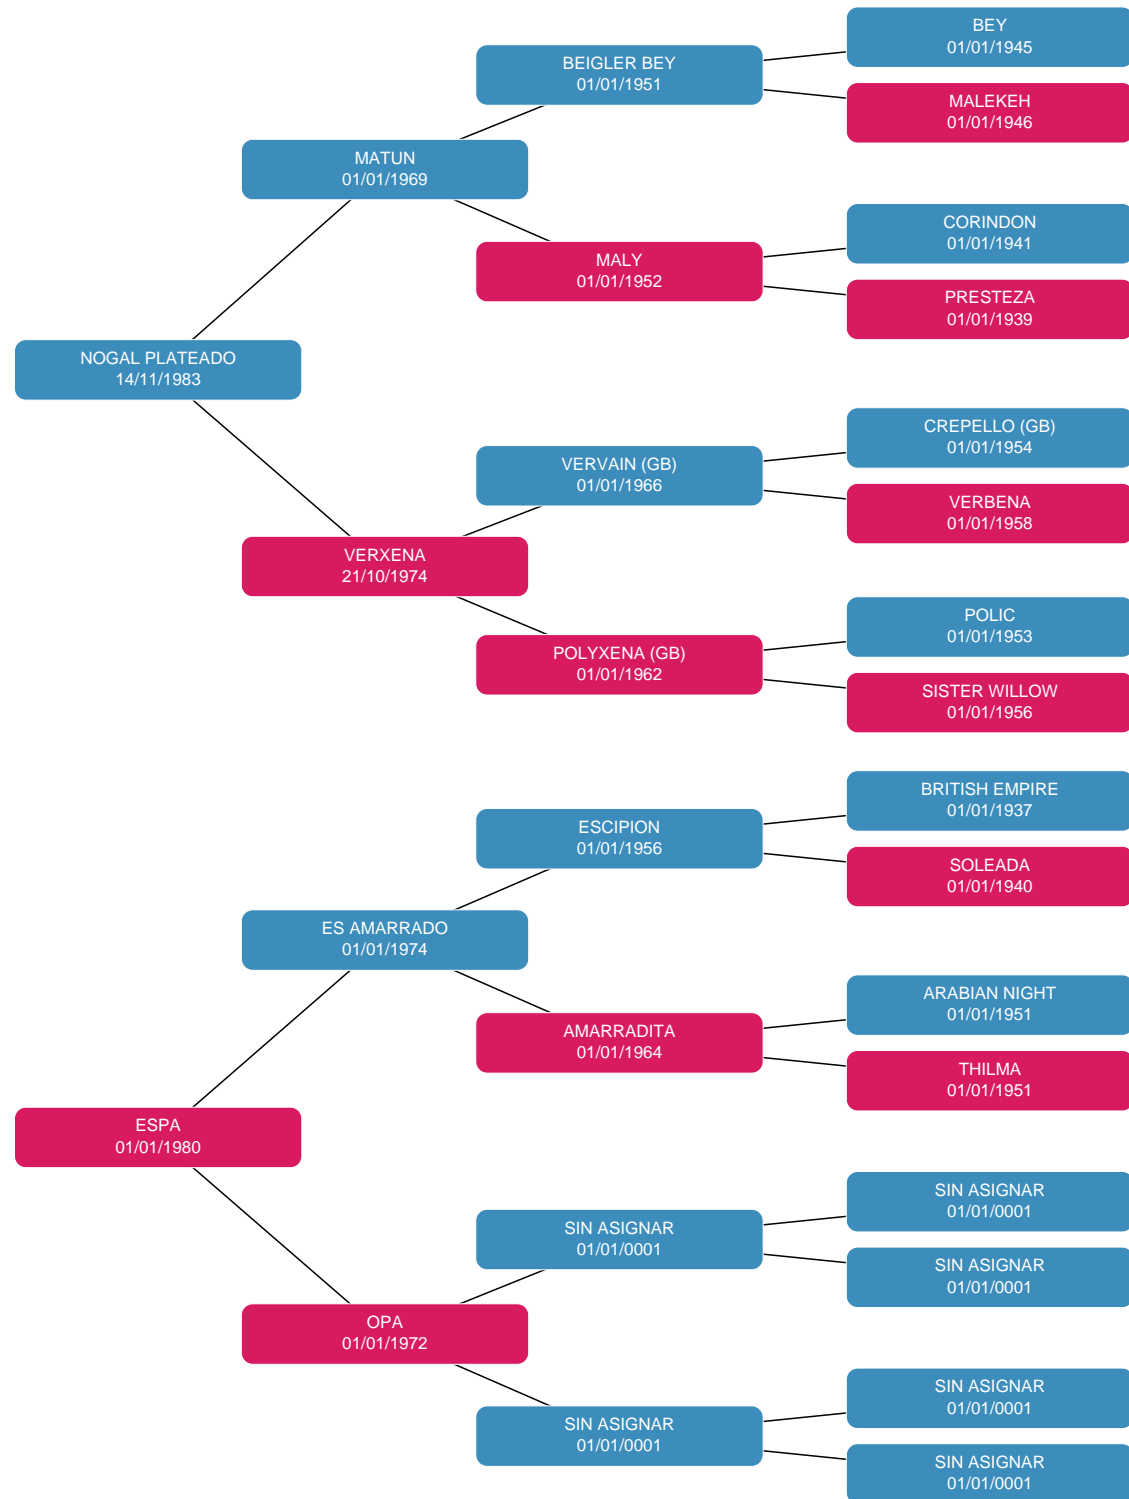 BEY
01/01/1945
BEIGLER BEY
01/01/1951
MALEKEH
01/01/1946
MATUN
01/01/1969
CORINDON
01/01/1941
MALY
01/01/1952
PRESTEZA
01/01/1939
NOGAL PLATEADO
14/11/1983
CREPELLO (GB)
01/01/1954
VERVAIN (GB)
01/01/1966
VERBENA
01/01/1958
VERXENA
21/10/1974
POLIC
01/01/1953
POLYXENA (GB)
01/01/1962
SISTER WILLOW
01/01/1956
BRITISH EMPIRE
01/01/1937
ESCIPION
01/01/1956
SOLEADA
01/01/1940
ES AMARRADO
01/01/1974
ARABIAN NIGHT
01/01/1951
AMARRADITA
01/01/1964
THILMA
01/01/1951
ESPA
01/01/1980
SIN ASIGNAR
01/01/0001
SIN ASIGNAR
01/01/0001
SIN ASIGNAR
01/01/0001
OPA
01/01/1972
SIN ASIGNAR
01/01/0001
SIN ASIGNAR
01/01/0001
SIN ASIGNAR
01/01/0001